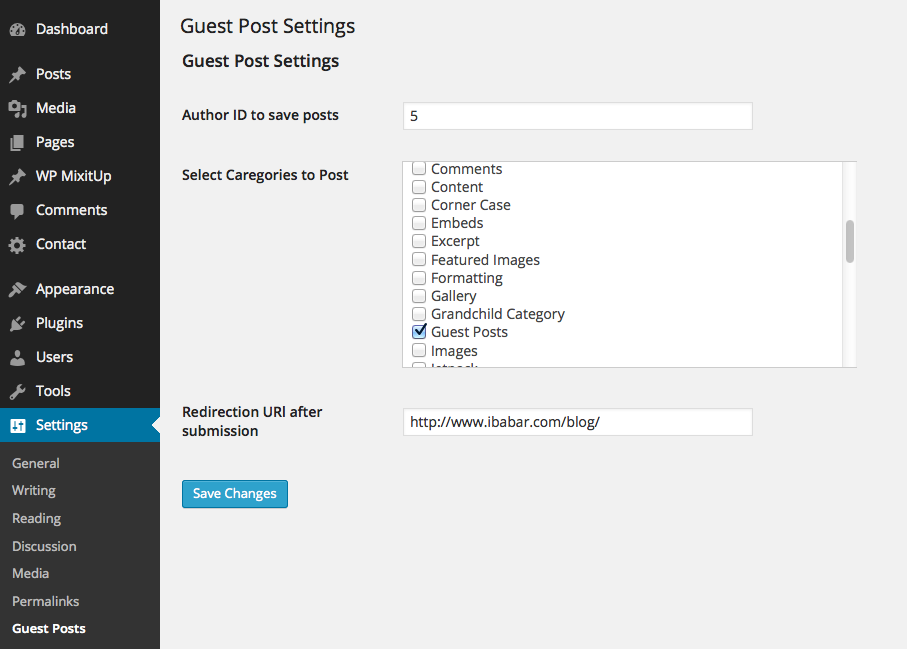 Dashboard
Posts
Media
Pages
WP MixitUp
Comments
Contact
Appearance
Plugins
Users
Tools
Settings
General
Writing
Reading
Discussion
Media
Permalinks
Guest Posts
Guest Post Settings
Guest Post Settings
Author ID to save posts
5
Select Caregories to Post
Comments
Content
Corner Case
Embeds
Excerpt
Featured Images
Formatting
Gallery
Grandchild Category
Guest Posts
Images
Redirection URl after
submission
http://www.ibabar.com/blog/
Save Changes